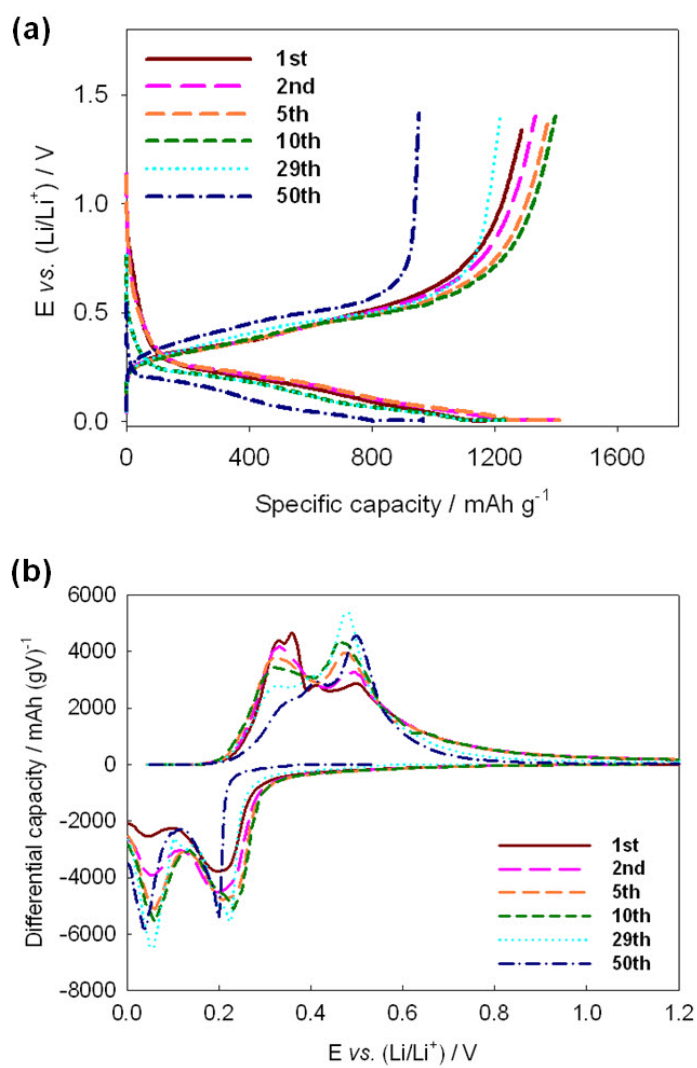 (a)
1st
2nd
5th
10th
29th
50th
1.5
1.0
0.5
0.0
E vs. (Li/Li⁺) / V
0 400 800 1200 1600
Specific capacity / mAh g⁻¹
(b)
6000
4000
2000
0
-2000
-4000
-6000
-8000
Differential capacity / mAh (gV)⁻¹
1st
2nd
5th
10th
29th
50th
0.0 0.2 0.4 0.6 0.8 1.0 1.2
E vs. (Li/Li⁺) / V